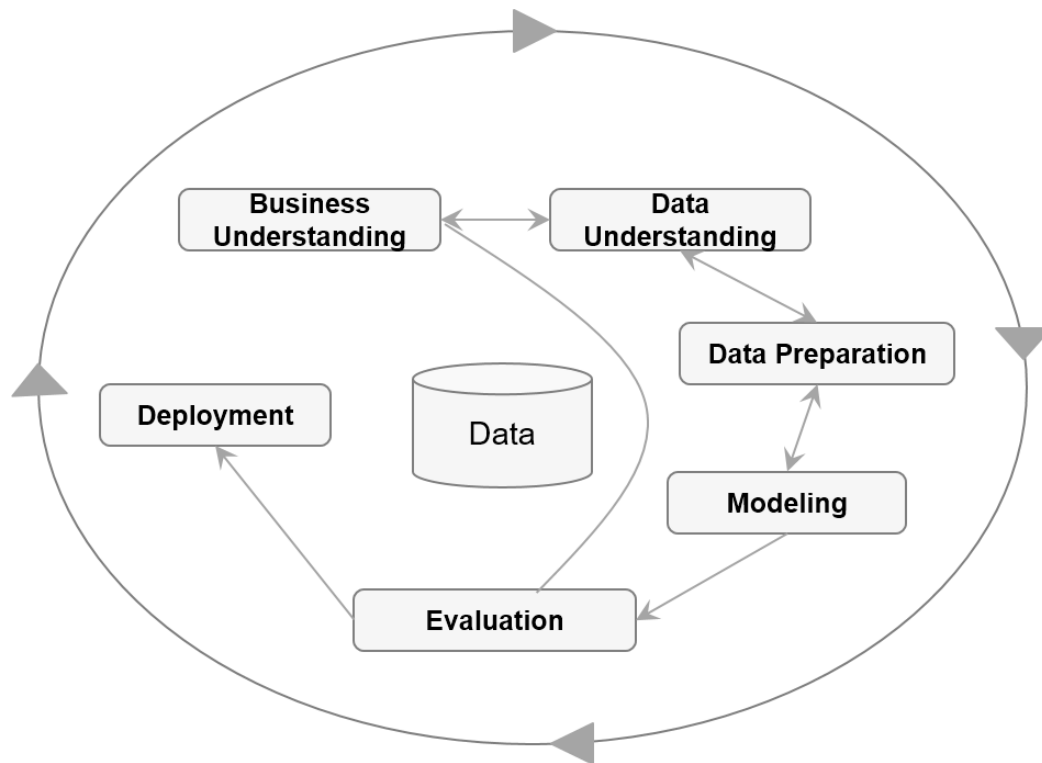 Business
Understanding
Data
Understanding
Data Preparation
Deployment
Data
Modeling
Evaluation